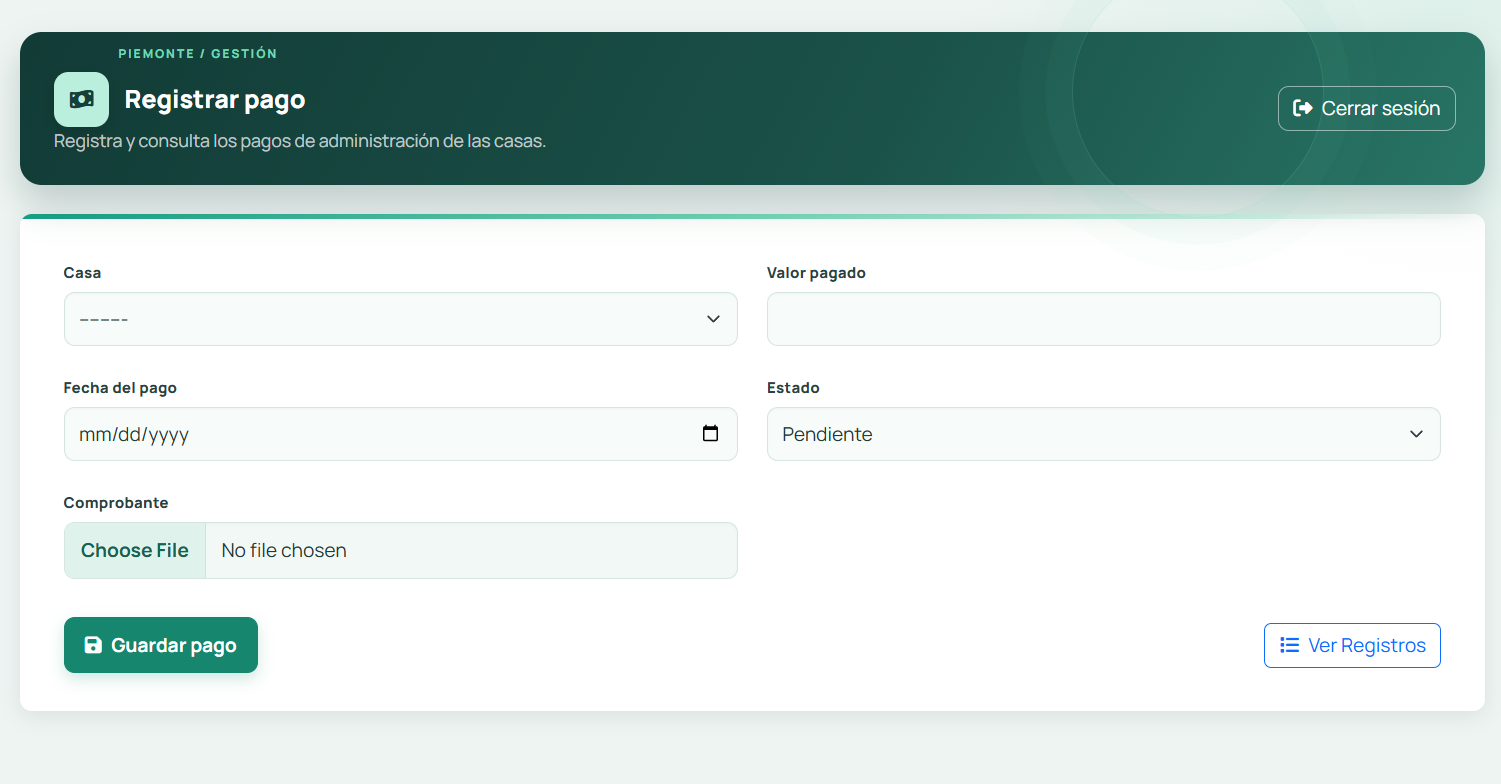 PIEMONTE / GESTIÓN
Registrar pago
Registra y consulta los pagos de administración de las casas.
Cerrar sesión
Casa
-----
Valor pagado
Fecha del pago
mm/dd/yyyy
Estado
Pendiente
Comprobante
Choose File No file chosen
Guardar pago
Ver Registros